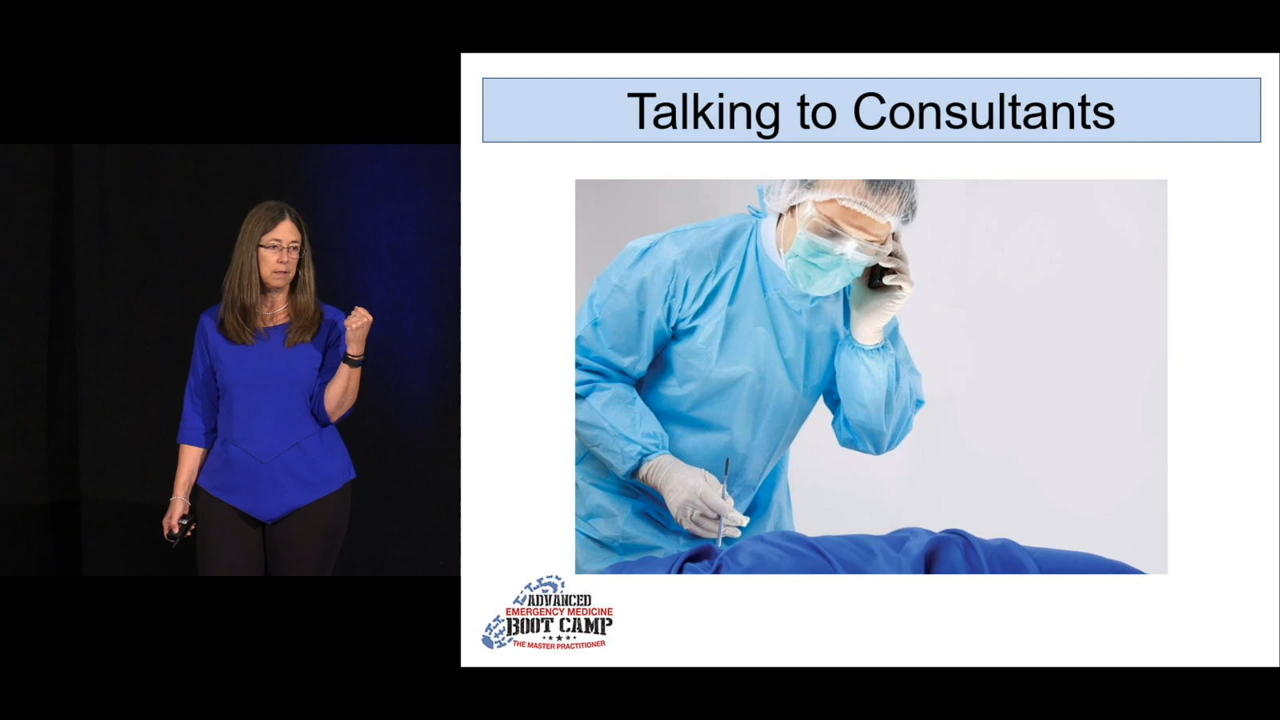 Talking to Consultants
ADVANCED
EMERGENCY MEDICINE
BOOT CAMP
THE MASTER PRACTITIONER